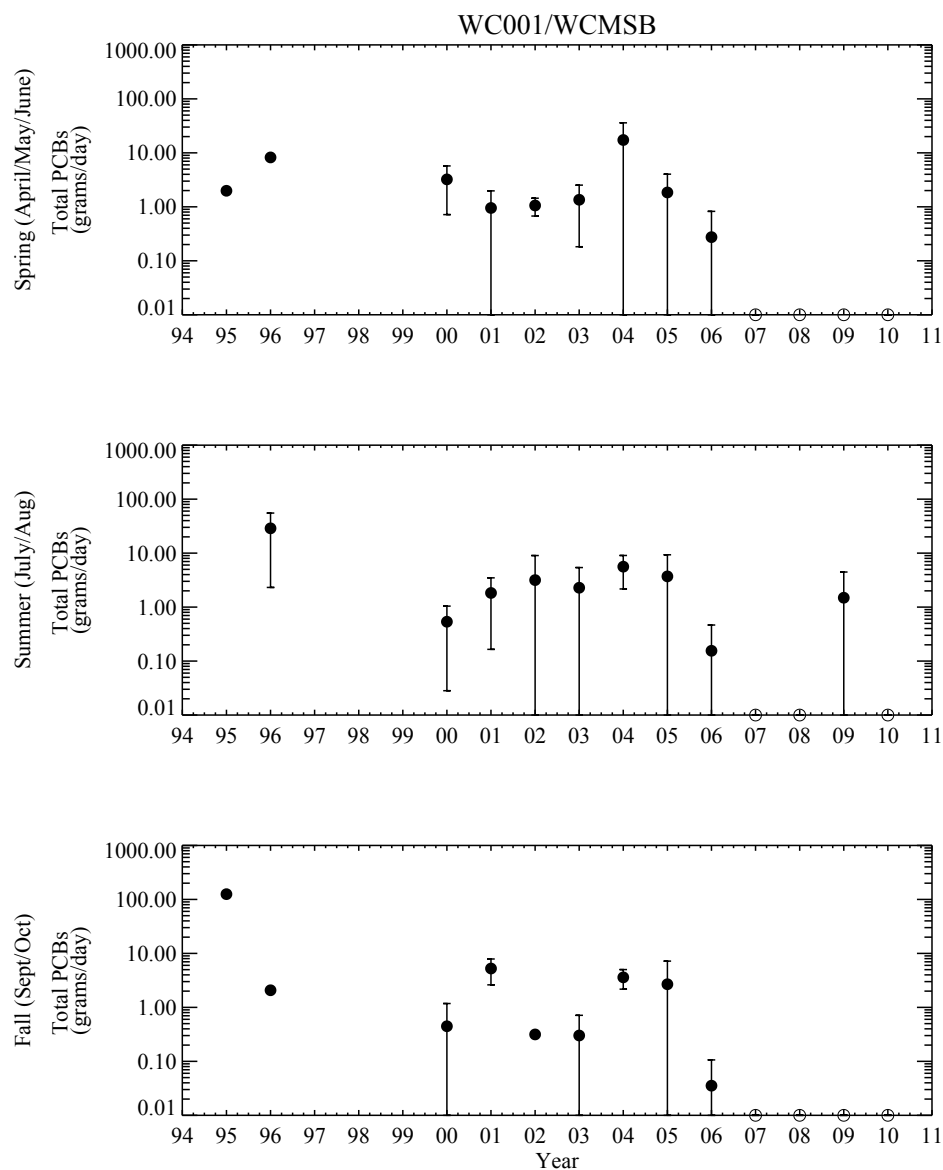 WC001/WCMSB
Spring (April/May/June)
Total PCBs
(grams/day)
1000.00
100.00
10.00
1.00
0.10
0.01
94 95 96 97 98 99 00 01 02 03 04 05 06 07 08 09 10 11
Summer (July/Aug)
Total PCBs
(grams/day)
1000.00
100.00
10.00
1.00
0.10
0.01
94 95 96 97 98 99 00 01 02 03 04 05 06 07 08 09 10 11
Fall (Sept/Oct)
Total PCBs
(grams/day)
1000.00
100.00
10.00
1.00
0.10
0.01
94 95 96 97 98 99 00 01 02 03 04 05 06 07 08 09 10 11
Year